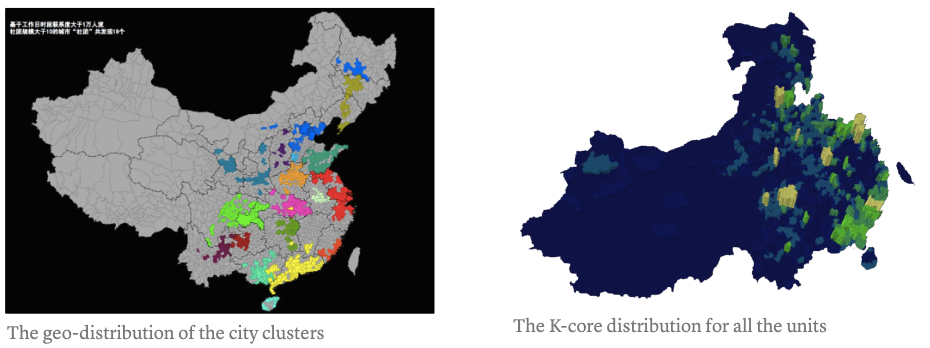 基于工作日时段联系度大于1万人逐
社团规模大于10的城市“社团”共发现18个
The geo-distribution of the city clusters
The K-core distribution for all the units